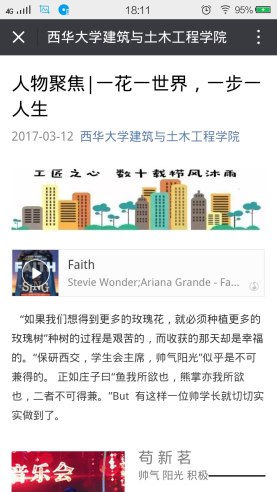 4G 18:11 95%
西华大学建筑与土木工程学院
人物聚焦|一花一世界，一步一
人生
2017-03-12 西华大学建筑与土木工程学院
工匠之心 数十载栉风沐雨
FAITH
SING
Faith
Stevie Wonder;Ariana Grande - Fa...
“如果我们想得到更多的玫瑰花，就必须种植更多的
玫瑰树”种树的过程是艰苦的，而收获的那天却是幸福
的。“保研西交，学生会主席，帅气阳光”似乎是不可
兼得的。 正如庄子曰“鱼我所欲也，熊掌亦我所欲
也，二者不可得兼。”But 有这样一位帅学长就切切实
实做到了。
音乐会
苟新茗
帅气 阳光 积极